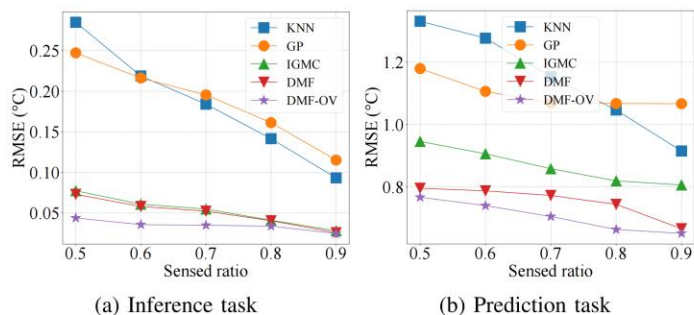 KNN
GP
IGMC
DMF
DMF-OV
RMSE (°C)
0.25
0.20
0.15
0.10
0.05
0.5 0.6 0.7 0.8 0.9
Sensed ratio
(a) Inference task
KNN
GP
IGMC
DMF
DMF-OV
RMSE (°C)
1.2
1.0
0.8
0.5 0.6 0.7 0.8 0.9
Sensed ratio
(b) Prediction task